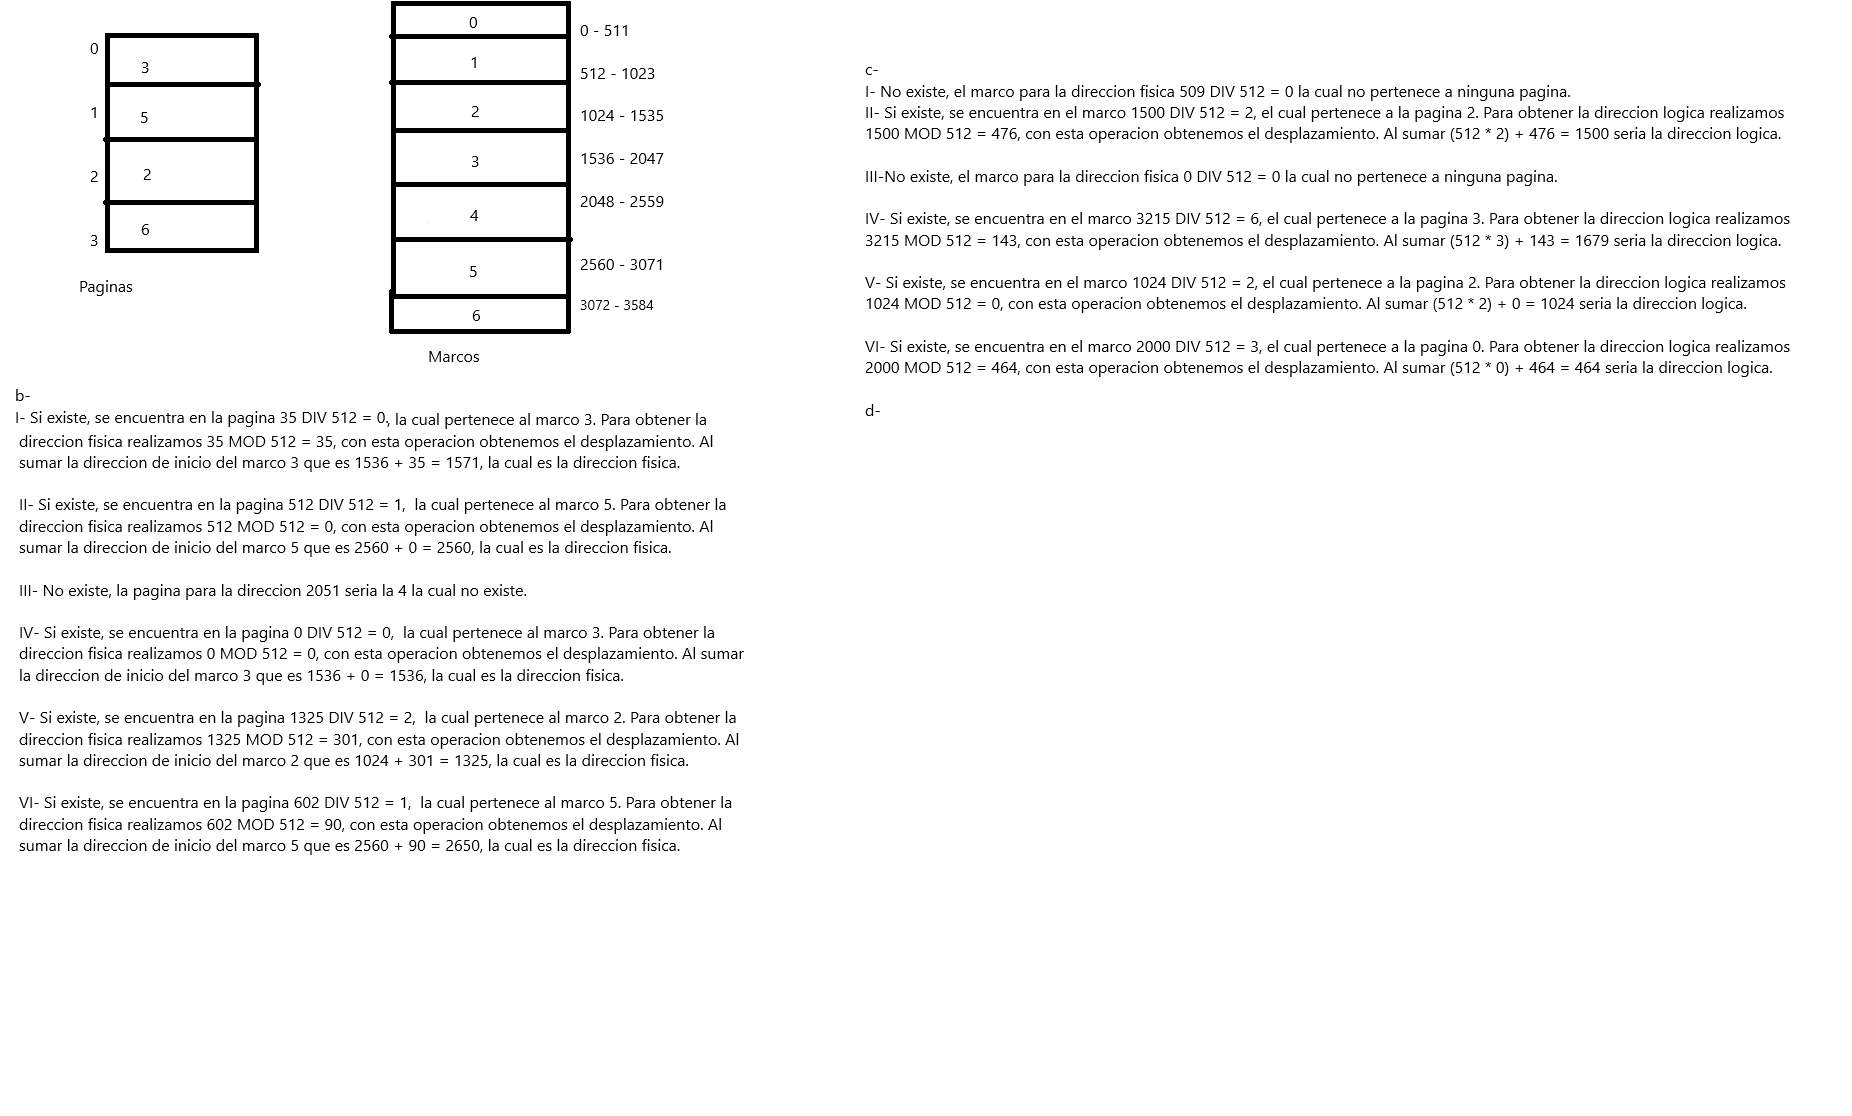 0
3
1
5
2
2
3
6
Paginas
0
0 - 511
1
512 - 1023
2
1024 - 1535
3
1536 - 2047
4
2048 - 2559
5
2560 - 3071
6
3072 - 3584
Marcos
b-
I- Si existe, se encuentra en la pagina 35 DIV 512 = 0, la cual pertenece al marco 3. Para obtener la
direccion fisica realizamos 35 MOD 512 = 35, con esta operacion obtenemos el desplazamiento. Al
sumar la direccion de inicio del marco 3 que es 1536 + 35 = 1571, la cual es la direccion fisica.
II- Si existe, se encuentra en la pagina 512 DIV 512 = 1,  la cual pertenece al marco 5. Para obtener la
direccion fisica realizamos 512 MOD 512 = 0, con esta operacion obtenemos el desplazamiento. Al
sumar la direccion de inicio del marco 5 que es 2560 + 0 = 2560, la cual es la direccion fisica.
III- No existe, la pagina para la direccion 2051 seria la 4 la cual no existe.
IV- Si existe, se encuentra en la pagina 0 DIV 512 = 0,  la cual pertenece al marco 3. Para obtener la
direccion fisica realizamos 0 MOD 512 = 0, con esta operacion obtenemos el desplazamiento. Al sumar
la direccion de inicio del marco 3 que es 1536 + 0 = 1536, la cual es la direccion fisica.
V- Si existe, se encuentra en la pagina 1325 DIV 512 = 2,  la cual pertenece al marco 2. Para obtener la
direccion fisica realizamos 1325 MOD 512 = 301, con esta operacion obtenemos el desplazamiento. Al
sumar la direccion de inicio del marco 2 que es 1024 + 301 = 1325, la cual es la direccion fisica.
VI- Si existe, se encuentra en la pagina 602 DIV 512 = 1,  la cual pertenece al marco 5. Para obtener la
direccion fisica realizamos 602 MOD 512 = 90, con esta operacion obtenemos el desplazamiento. Al
sumar la direccion de inicio del marco 5 que es 2560 + 90 = 2650, la cual es la direccion fisica.
c-
I- No existe, el marco para la direccion fisica 509 DIV 512 = 0 la cual no pertenece a ninguna pagina.
II- Si existe, se encuentra en el marco 1500 DIV 512 = 2, el cual pertenece a la pagina 2. Para obtener la direccion logica realizamos
1500 MOD 512 = 476, con esta operacion obtenemos el desplazamiento. Al sumar (512 * 2) + 476 = 1500 seria la direccion logica.
III-No existe, el marco para la direccion fisica 0 DIV 512 = 0 la cual no pertenece a ninguna pagina.
IV- Si existe, se encuentra en el marco 3215 DIV 512 = 6, el cual pertenece a la pagina 3. Para obtener la direccion logica realizamos
3215 MOD 512 = 143, con esta operacion obtenemos el desplazamiento. Al sumar (512 * 3) + 143 = 1679 seria la direccion logica.
V- Si existe, se encuentra en el marco 1024 DIV 512 = 2, el cual pertenece a la pagina 2. Para obtener la direccion logica realizamos
1024 MOD 512 = 0, con esta operacion obtenemos el desplazamiento. Al sumar (512 * 2) + 0 = 1024 seria la direccion logica.
VI- Si existe, se encuentra en el marco 2000 DIV 512 = 3, el cual pertenece a la pagina 0. Para obtener la direccion logica realizamos
2000 MOD 512 = 464, con esta operacion obtenemos el desplazamiento. Al sumar (512 * 0) + 464 = 464 seria la direccion logica.
d-